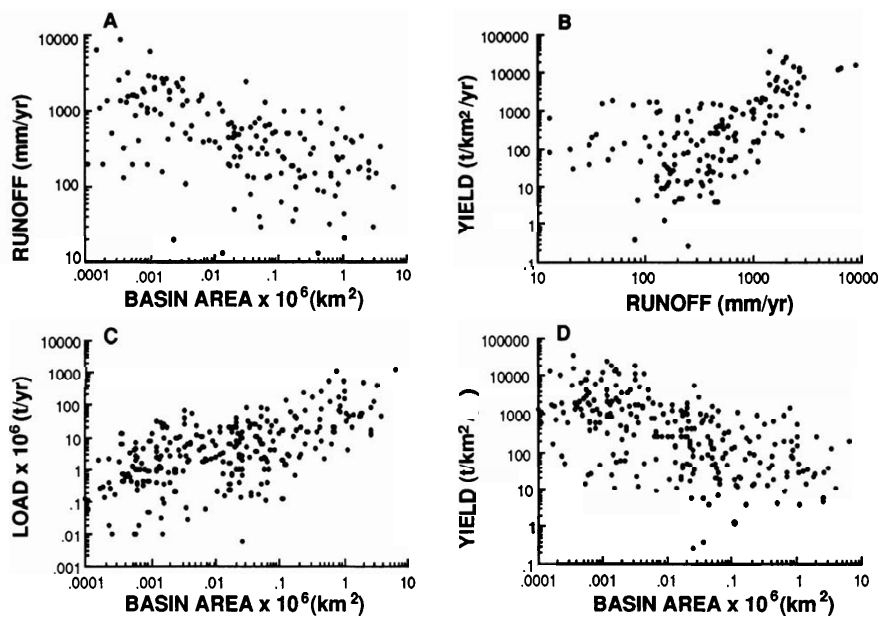 A
10000
1000
100
10
RUNOFF (mm/yr)
.0001 .001 .01 .1 1 10
BASIN AREA x 10⁶(km²)
B
100000
10000
1000
100
10
1
.1
YIELD (t/km²/yr)
10 100 1000 10000
RUNOFF (mm/yr)
C
10000
1000
100
10
1
.1
.01
.001
LOAD x 10⁶(t/yr)
.0001 .001 .01 .1 1 10
BASIN AREA x 10⁶(km²)
D
100000
10000
1000
100
10
1
.1
YIELD (t/km² )
.0001 .001 .01 .1 1 10
BASIN AREA x 10⁶(km²)